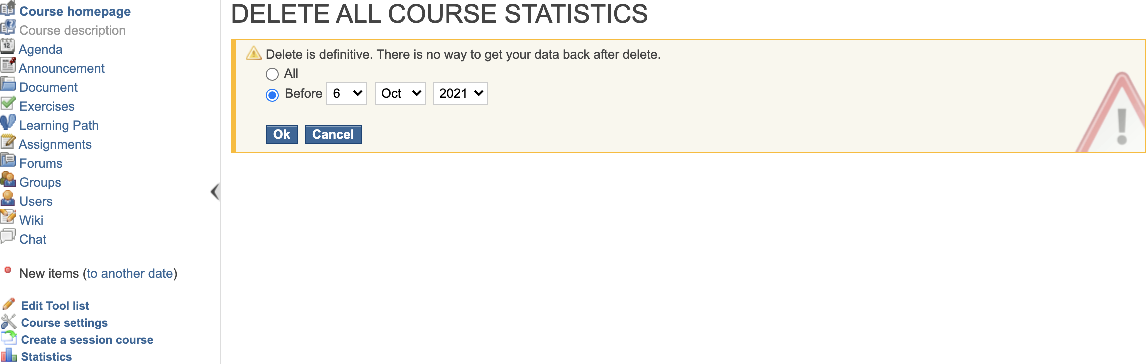 Course homepage
Course description
Agenda
Announcement
Document
Exercises
Learning Path
Assignments
Forums
Groups
Users
Wiki
Chat
New items (to another date)
Edit Tool list
Course settings
Create a session course
Statistics
DELETE ALL COURSE STATISTICS
Delete is definitive. There is no way to get your data back after delete.
All
Before 6 Oct 2021
Ok Cancel